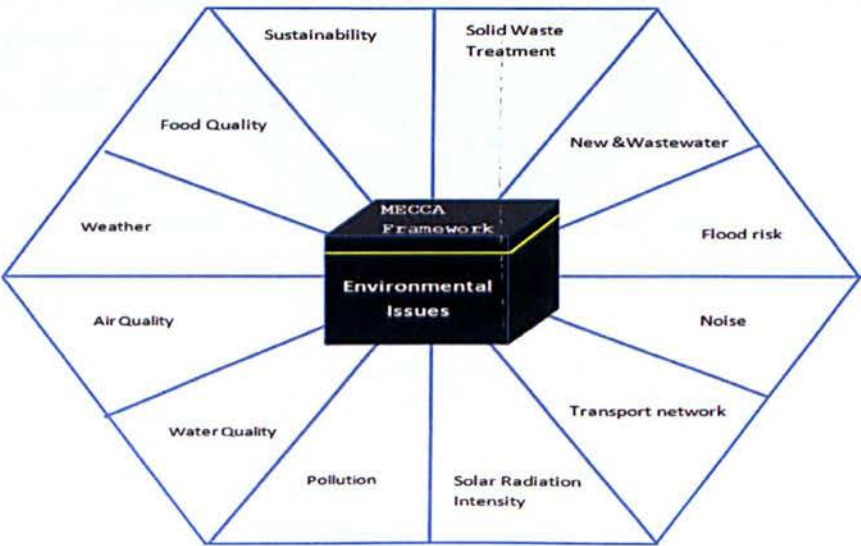 Sustainability
Solid Waste
Treatment
Food Quality
New &Wastewater
MECCA
Framework
Weather
Flood risk
Environmental
Issues
Air Quality
Noise
Transport network
Water Quality
Pollution
Solar Radiation
Intensity